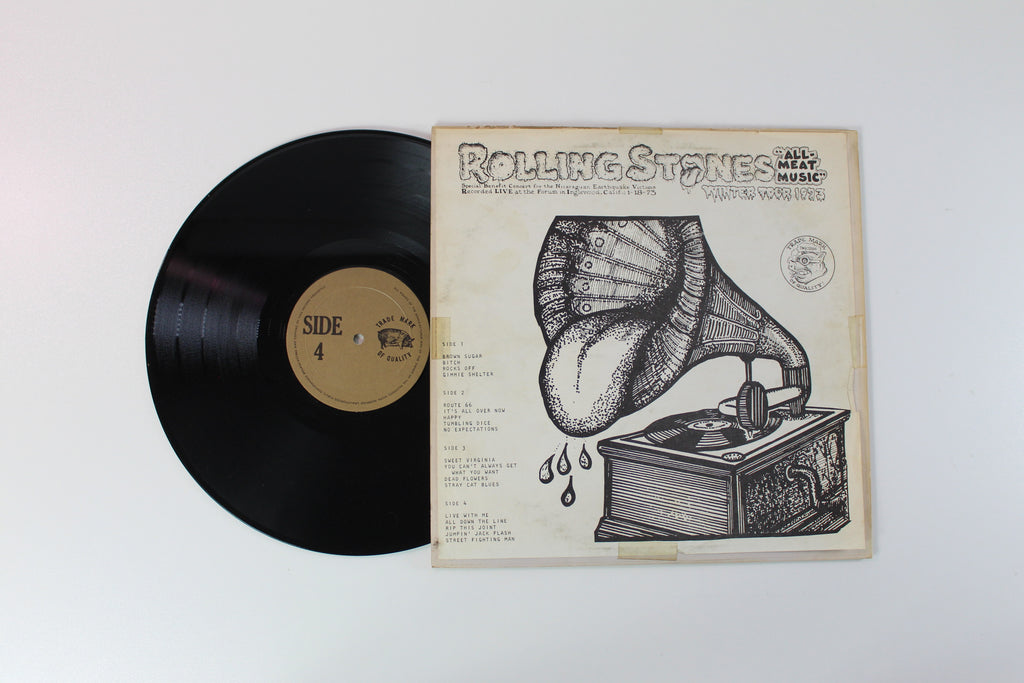 ROLLING STONES
"ALL-
MEAT
MUSIC"
WINTER TOUR 1973
Special Benefit Concert for the Nicaraguan Earthquake Victims
Recorded LIVE at the Forum in Inglewood, Calif. 1-18-73
TRADE MARK
OF QUALITY
SIDE 1
BROWN SUGAR
BITCH
ROCKS OFF
GIMMIE SHELTER
SIDE 2
ROUTE 66
IT'S ALL OVER NOW
HAPPY
TUMBLING DICE
NO EXPECTATIONS
SIDE 3
SWEET VIRGINIA
YOU CAN'T ALWAYS GET
WHAT YOU WANT
DEAD FLOWERS
STRAY CAT BLUES
SIDE 4
LIVE WITH ME
ALL DOWN THE LINE
RIP THIS JOINT
JUMPIN' JACK FLASH
STREET FIGHTING MAN
SIDE
4
TRADE MARK
OF QUALITY